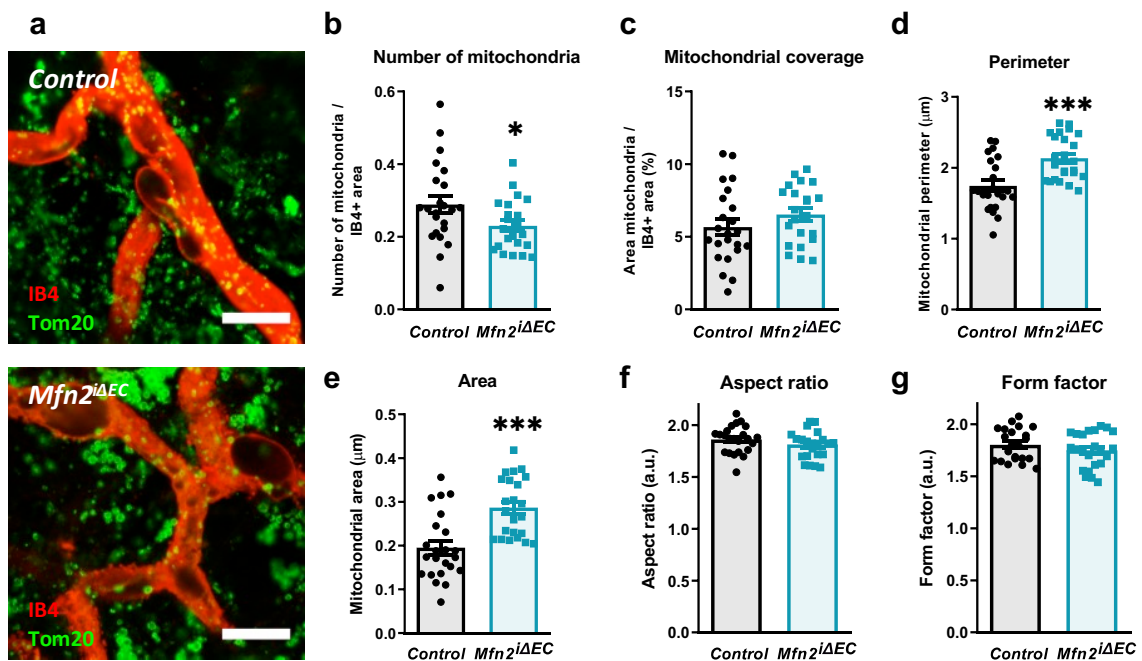 a
Control
IB4
Tom20
Mfn2iΔEC
IB4
Tom20
b
Number of mitochondria
Number of mitochondria /
IB4+ area
0.6
0.4
0.2
0.0
*
Control Mfn2iΔEC
c
Mitochondrial coverage
Area mitochondria /
IB4+ area (%)
15
10
5
0
Control Mfn2iΔEC
d
Perimeter
Mitochondrial perimeter (μm)
3
2
1
0
***
Control Mfn2iΔEC
e
Area
Mitochondrial area (μm)
0.5
0.4
0.3
0.2
0.1
0.0
***
Control Mfn2iΔEC
f
Aspect ratio
Aspect ratio (a.u.)
2.0
1.5
1.0
0.5
0.0
Control Mfn2iΔEC
g
Form factor
Form factor (a.u.)
2.0
1.5
1.0
0.5
0.0
Control Mfn2iΔEC